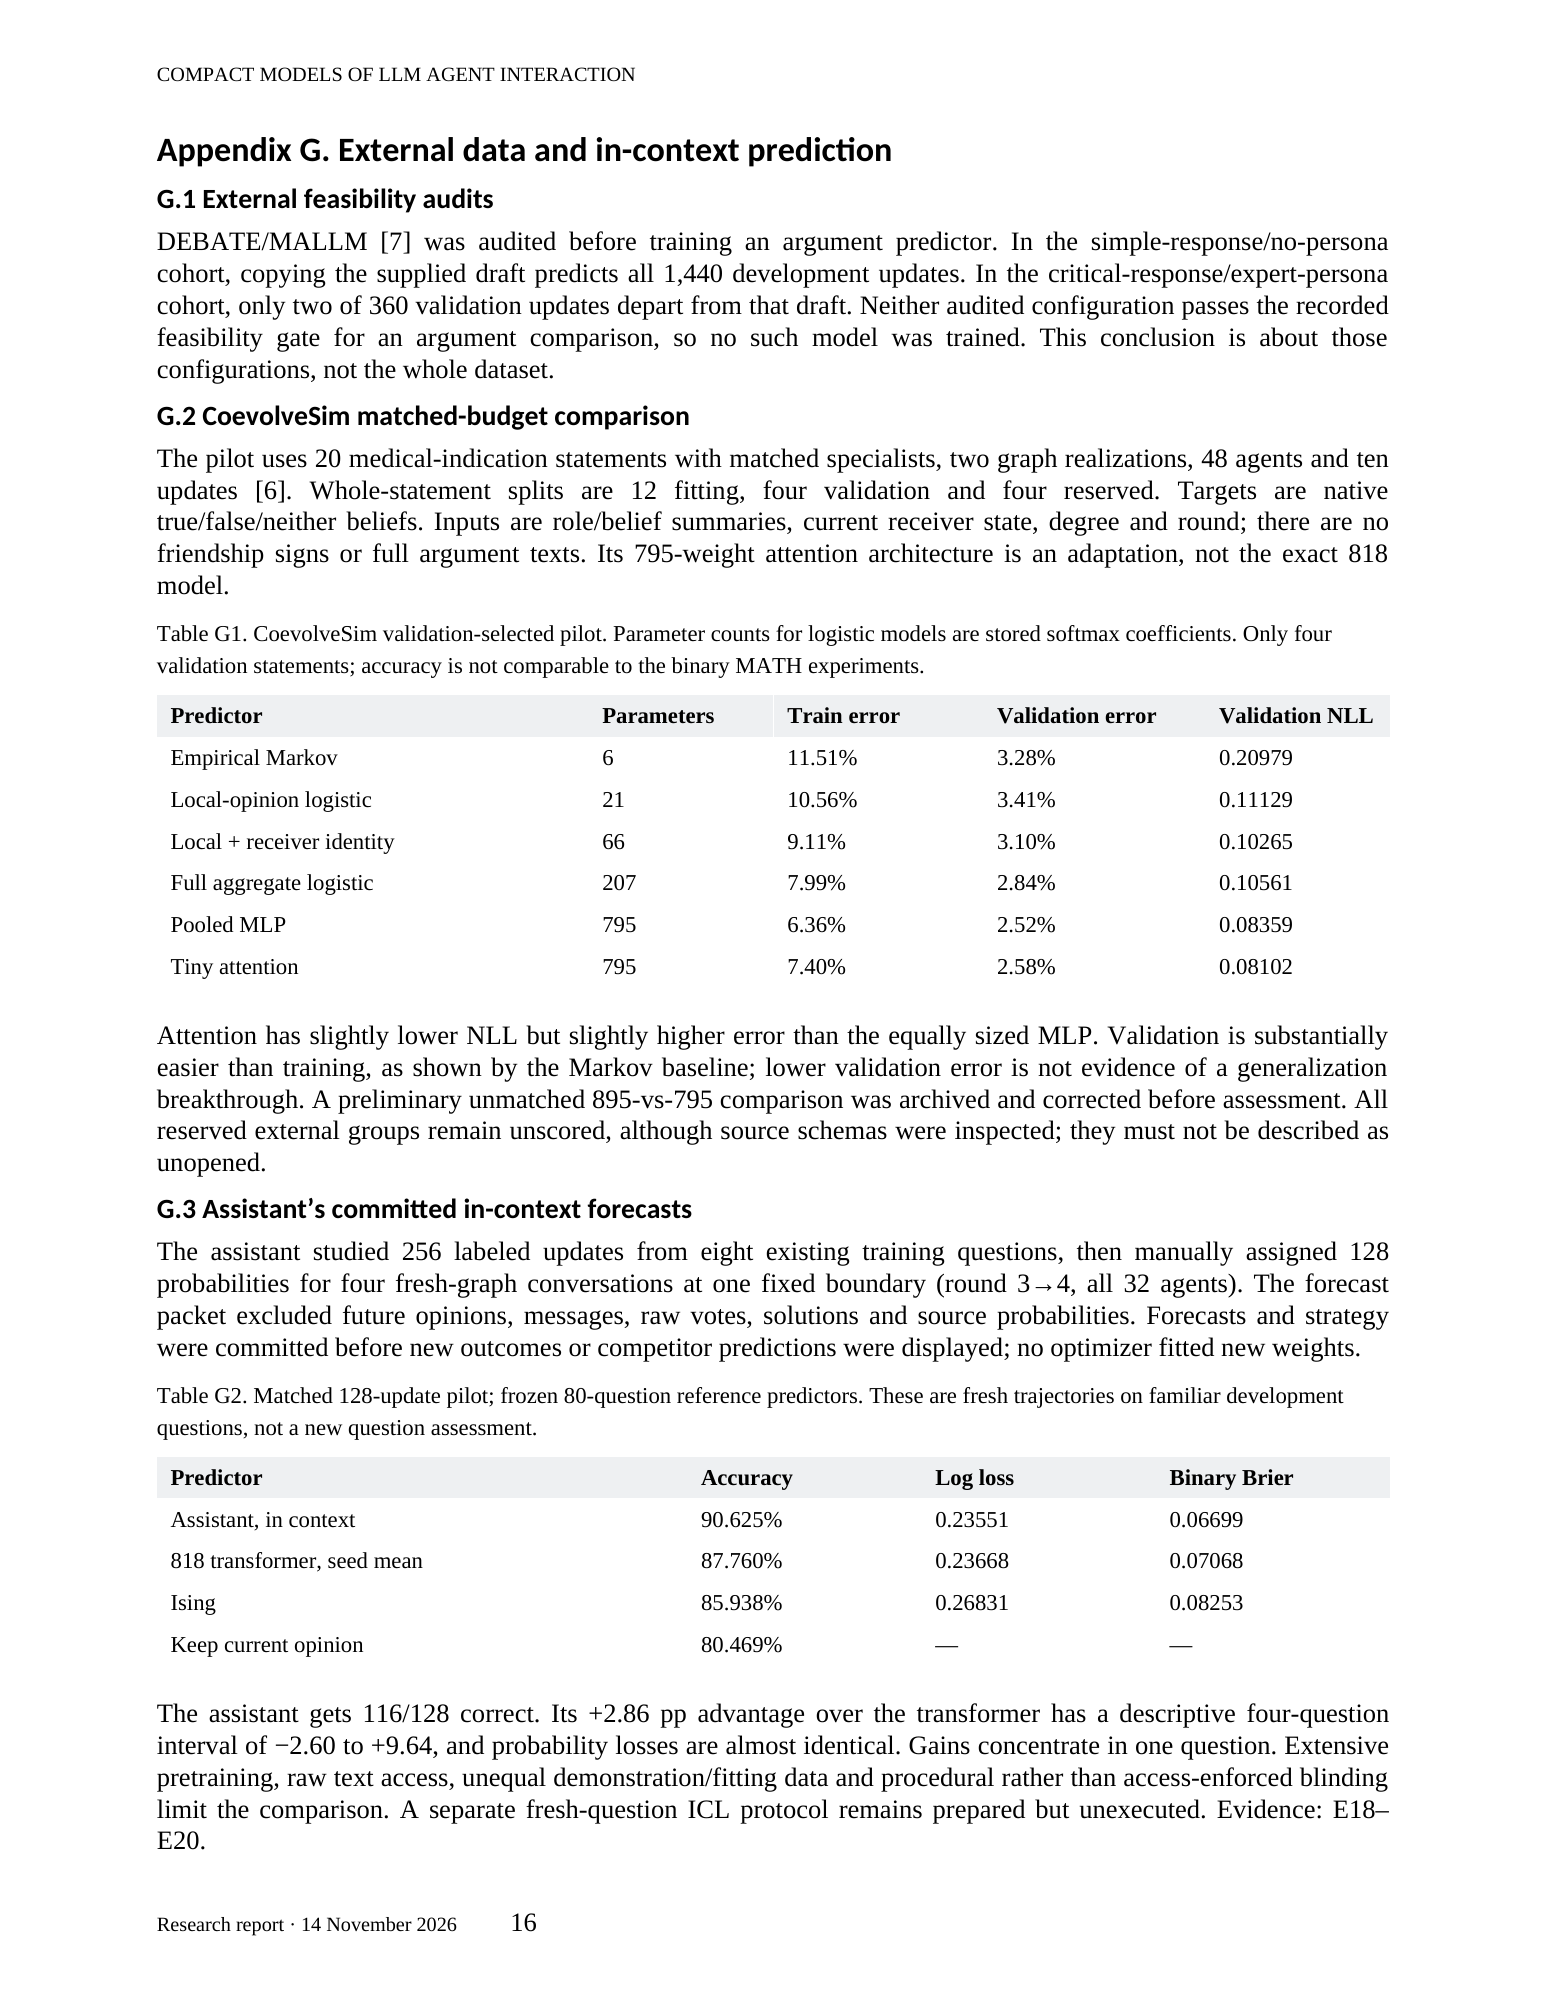 COMPACT MODELS OF LLM AGENT INTERACTION
Appendix G. External data and in-context prediction
G.1 External feasibility audits
DEBATE/MALLM [7] was audited before training an argument predictor. In the simple-response/no-persona
cohort, copying the supplied draft predicts all 1,440 development updates. In the critical-response/expert-persona
cohort, only two of 360 validation updates depart from that draft. Neither audited configuration passes the recorded
feasibility gate for an argument comparison, so no such model was trained. This conclusion is about those
configurations, not the whole dataset.
G.2 CoevolveSim matched-budget comparison
The pilot uses 20 medical-indication statements with matched specialists, two graph realizations, 48 agents and ten
updates [6]. Whole-statement splits are 12 fitting, four validation and four reserved. Targets are native
true/false/neither beliefs. Inputs are role/belief summaries, current receiver state, degree and round; there are no
friendship signs or full argument texts. Its 795-weight attention architecture is an adaptation, not the exact 818
model.
Table G1. CoevolveSim validation-selected pilot. Parameter counts for logistic models are stored softmax coefficients. Only four
validation statements; accuracy is not comparable to the binary MATH experiments.
Predictor Parameters Train error Validation error Validation NLL
Empirical Markov 6 11.51% 3.28% 0.20979
Local-opinion logistic 21 10.56% 3.41% 0.11129
Local + receiver identity 66 9.11% 3.10% 0.10265
Full aggregate logistic 207 7.99% 2.84% 0.10561
Pooled MLP 795 6.36% 2.52% 0.08359
Tiny attention 795 7.40% 2.58% 0.08102
Attention has slightly lower NLL but slightly higher error than the equally sized MLP. Validation is substantially
easier than training, as shown by the Markov baseline; lower validation error is not evidence of a generalization
breakthrough. A preliminary unmatched 895-vs-795 comparison was archived and corrected before assessment. All
reserved external groups remain unscored, although source schemas were inspected; they must not be described as
unopened.
G.3 Assistant’s committed in-context forecasts
The assistant studied 256 labeled updates from eight existing training questions, then manually assigned 128
probabilities for four fresh-graph conversations at one fixed boundary (round 3→4, all 32 agents). The forecast
packet excluded future opinions, messages, raw votes, solutions and source probabilities. Forecasts and strategy
were committed before new outcomes or competitor predictions were displayed; no optimizer fitted new weights.
Table G2. Matched 128-update pilot; frozen 80-question reference predictors. These are fresh trajectories on familiar development
questions, not a new question assessment.
Predictor Accuracy Log loss Binary Brier
Assistant, in context 90.625% 0.23551 0.06699
818 transformer, seed mean 87.760% 0.23668 0.07068
Ising 85.938% 0.26831 0.08253
Keep current opinion 80.469% — —
The assistant gets 116/128 correct. Its +2.86 pp advantage over the transformer has a descriptive four-question
interval of −2.60 to +9.64, and probability losses are almost identical. Gains concentrate in one question. Extensive
pretraining, raw text access, unequal demonstration/fitting data and procedural rather than access-enforced blinding
limit the comparison. A separate fresh-question ICL protocol remains prepared but unexecuted. Evidence: E18–
E20.
Research report · 14 November 2026 16